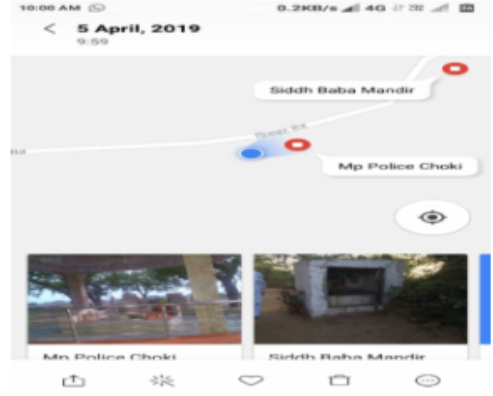 10:00 AM
0.2KB/s 4G
5 April, 2019
9:59
Siddh Baba Mandir
Mp Police Choki
Mp Police Choki
Siddh Baba Mandir